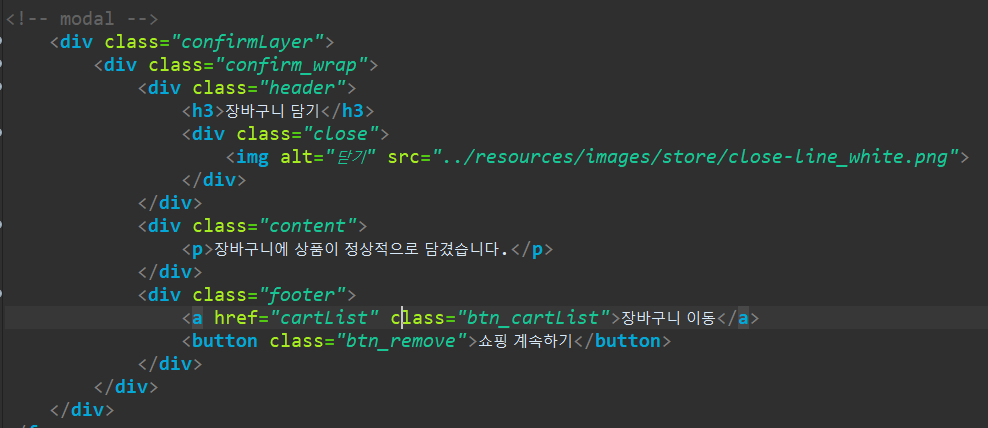 <!-- modal -->
<div class="confirmLayer">
<div class="confirm_wrap">
<div class="header">
<h3>장바구니 담기</h3>
<div class="close">
<img alt="닫기" src="../resources/images/store/close-line_white.png">
</div>
</div>
<div class="content">
<p>장바구니에 상품이 정상적으로 담겼습니다.</p>
</div>
<div class="footer">
<a href="cartList" class="btn_cartList">장바구니 이동</a>
<button class="btn_remove">쇼핑 계속하기</button>
</div>
</div>
</div>